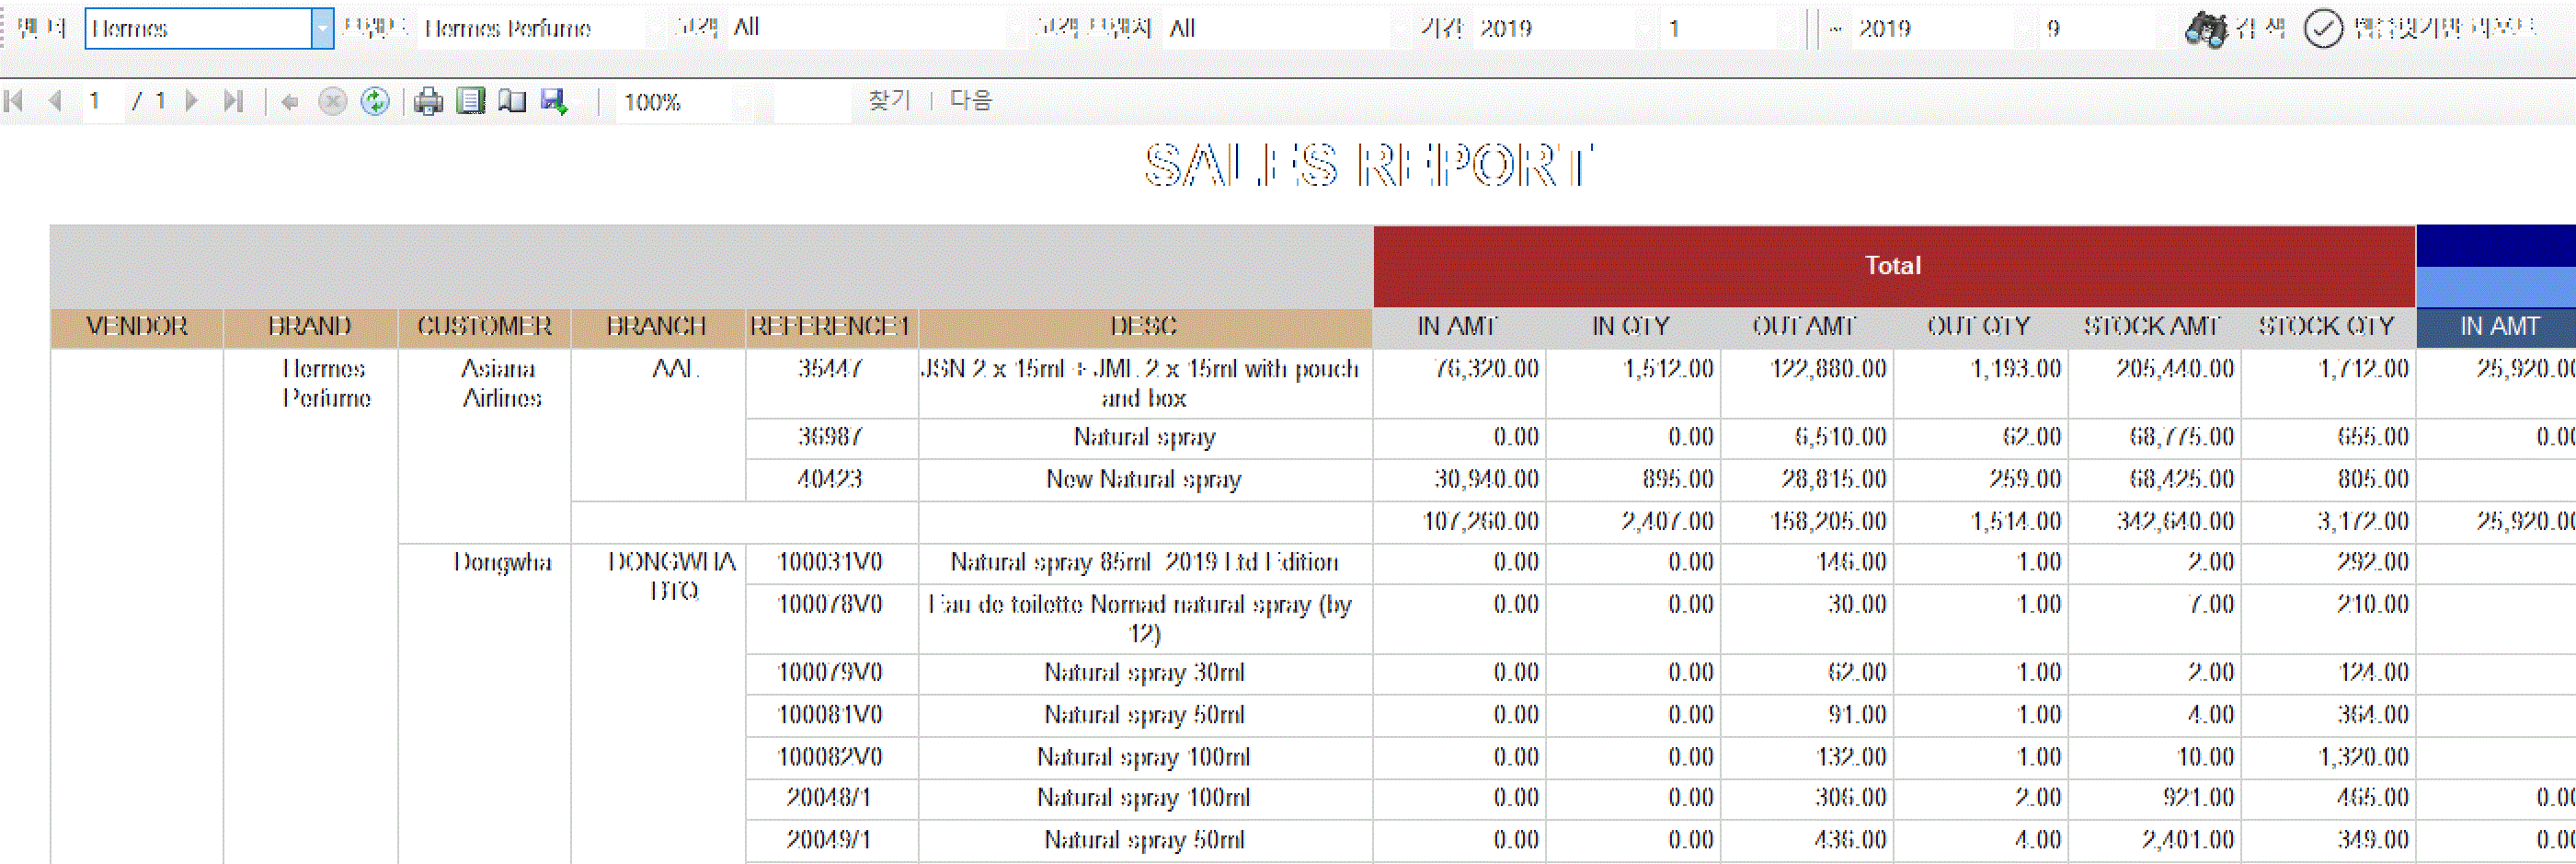 벤 더 Hermes 브랜드 Hermes Perfume 고객 All 고객 브랜치 All 기간 2019 1 ~ 2019 9 검 색
1 / 1 100% 찾기 | 다음
SALES REPORT
Total
VENDOR BRAND CUSTOMER BRANCH REFERENCE1 DESC IN AMT IN QTY OUT AMT OUT QTY STOCK AMT STOCK QTY IN AMT
Hermes Perfume Asiana Airlines AAL 35447 JSN 2 x 15ml + JML 2 x 15ml with pouch and box 76,320.00 1,512.00 122,880.00 1,193.00 205,440.00 1,712.00 25,920.00
36987 Natural spray 0.00 0.00 6,510.00 62.00 68,775.00 655.00 0.00
40423 New Natural spray 30,940.00 895.00 28,815.00 259.00 68,425.00 805.00
107,260.00 2,407.00 158,205.00 1,514.00 342,640.00 3,172.00 25,920.00
Dongwha DONGWHA DTQ 100031V0 Natural spray 85ml 2019 Ltd Edition 0.00 0.00 146.00 1.00 2.00 292.00
100078V0 Eau de toilette Nomad natural spray (by 12) 0.00 0.00 30.00 1.00 7.00 210.00
100079V0 Natural spray 30ml 0.00 0.00 62.00 1.00 2.00 124.00
100081V0 Natural spray 50ml 0.00 0.00 91.00 1.00 4.00 364.00
100082V0 Natural spray 100ml 0.00 0.00 132.00 1.00 10.00 1,320.00
20048/1 Natural spray 100ml 0.00 0.00 306.00 2.00 921.00 465.00 0.00
20049/1 Natural spray 50ml 0.00 0.00 436.00 4.00 2,401.00 349.00 0.00